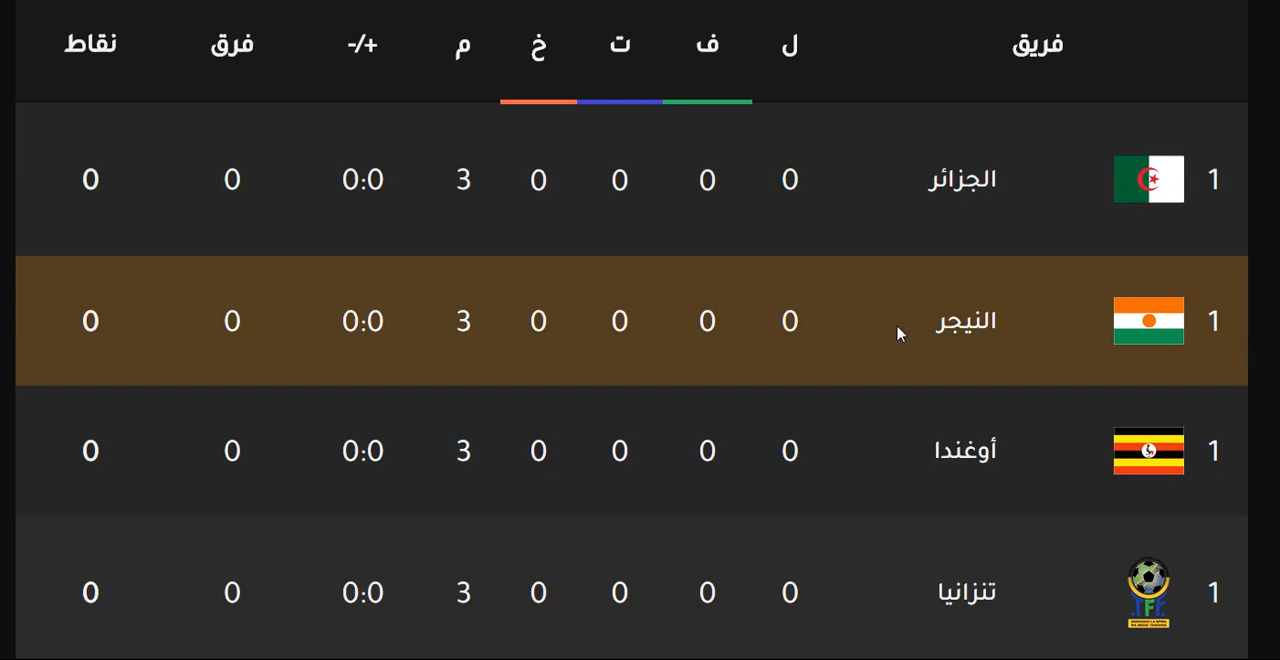 فريق ل ف ت خ م +/- فرق نقاط
1 الجزائر 0 0 0 0 3 0:0 0 0
1 النيجر 0 0 0 0 3 0:0 0 0
1 أوغندا 0 0 0 0 3 0:0 0 0
1 تنزانيا 0 0 0 0 3 0:0 0 0